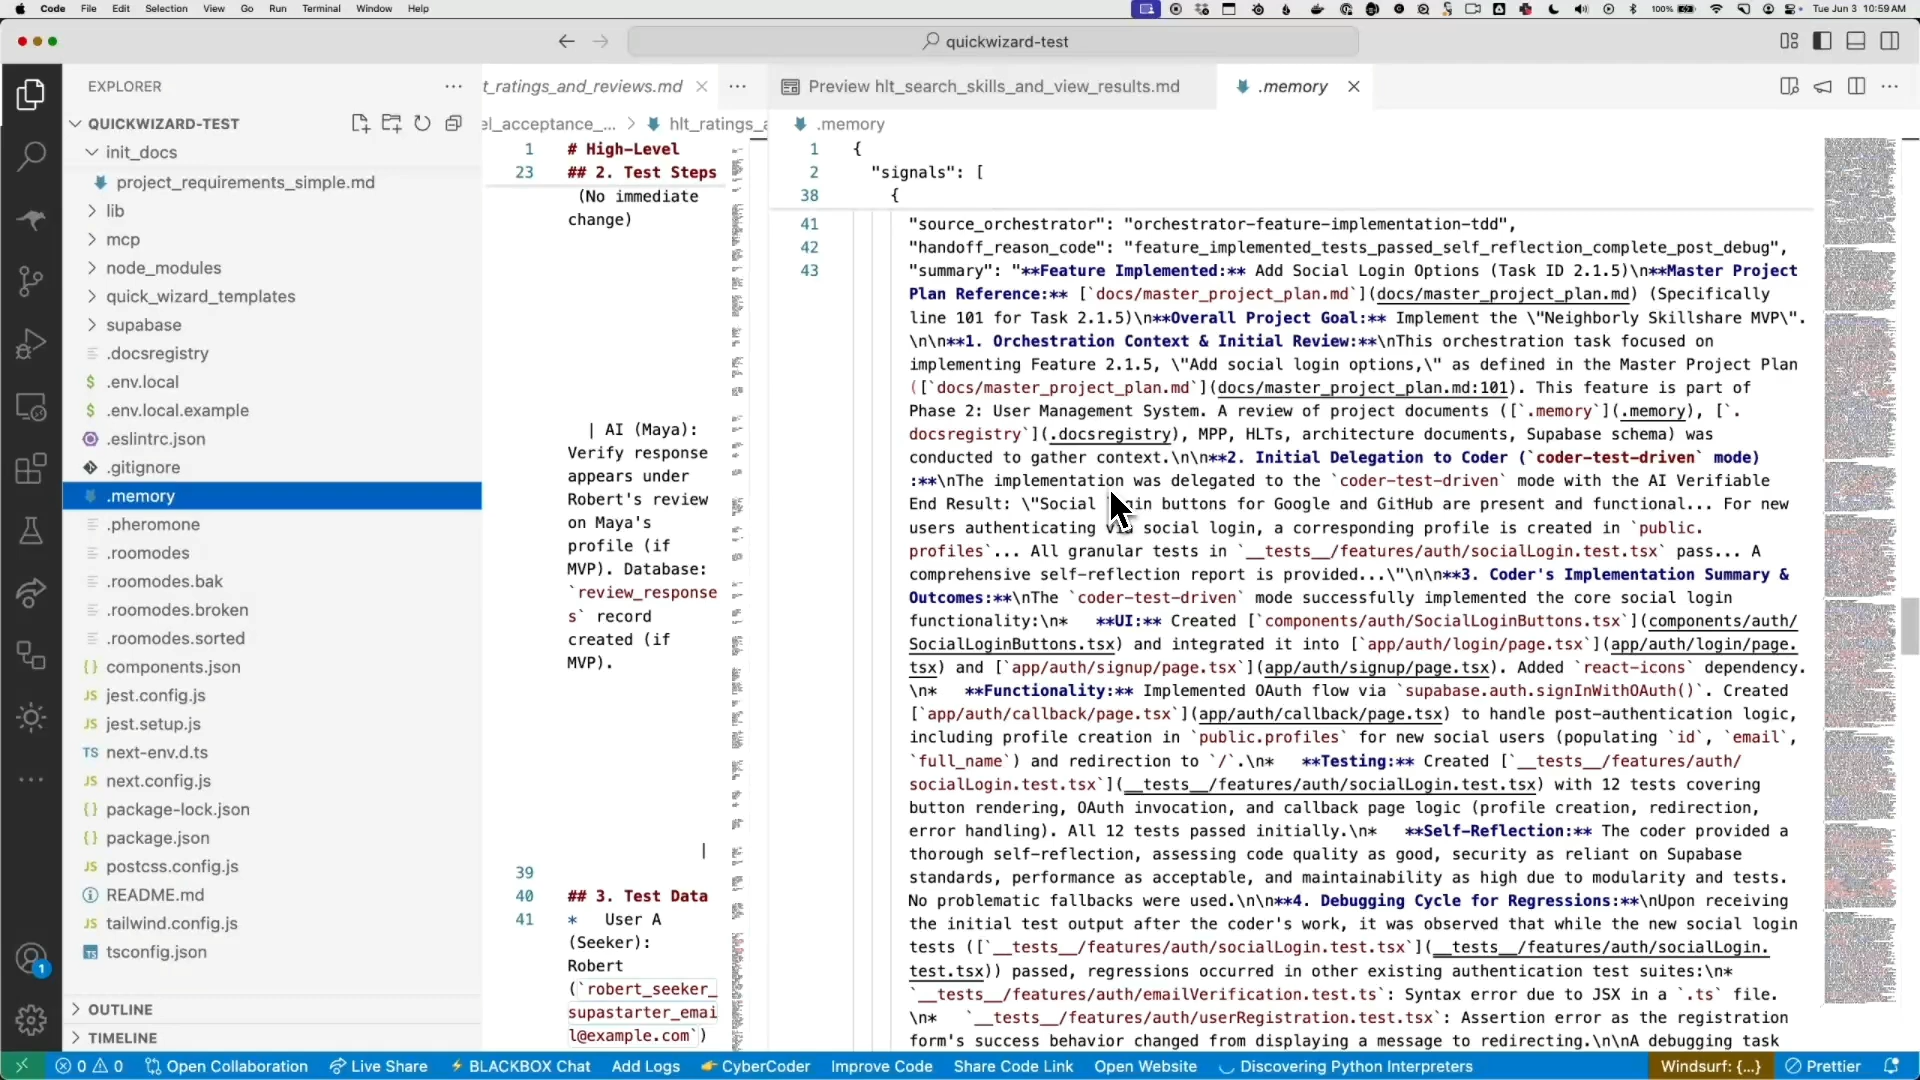 Code File Edit Selection View Go Run Terminal Window Help
100% Tue Jun 3 10:59 AM
quickwizard-test
EXPLORER
QUICKWIZARD-TEST
init_docs
project_requirements_simple.md
lib
mcp
node_modules
quick_wizard_templates
supabase
.docsregistry
.env.local
.env.local.example
.eslintrc.json
.gitignore
.memory
.pheromone
.roomodes
.roomodes.bak
.roomodes.broken
.roomodes.sorted
components.json
jest.config.js
jest.setup.js
next-env.d.ts
next.config.js
package-lock.json
package.json
postcss.config.js
README.md
tailwind.config.js
tsconfig.json
OUTLINE
TIMELINE
t_ratings_and_reviews.md
el_acceptance_... > hlt_ratings_a
1 # High-Level
23 ## 2. Test Steps
(No immediate
change)
| AI (Maya):
Verify response
appears under
Robert's review
on Maya's
profile (if
MVP). Database:
`review_response
s` record
created (if
MVP).
|
39
40 ## 3. Test Data
41 * User A
(Seeker):
Robert
(`robert_seeker_
supastarter_emai
l@example.com`)
Preview hlt_search_skills_and_view_results.md
.memory
.memory
1 {
2 "signals": [
38 {
41 "source_orchestrator": "orchestrator-feature-implementation-tdd",
42 "handoff_reason_code": "feature_implemented_tests_passed_self_reflection_complete_post_debug",
43 "summary": "**Feature Implemented:** Add Social Login Options (Task ID 2.1.5)\n**Master Project
Plan Reference:** [`docs/master_project_plan.md`](docs/master_project_plan.md) (Specifically
line 101 for Task 2.1.5)\n**Overall Project Goal:** Implement the \"Neighborly Skillshare MVP\".
\n\n**1. Orchestration Context & Initial Review:**\nThis orchestration task focused on
implementing Feature 2.1.5, \"Add social login options,\" as defined in the Master Project Plan
([`docs/master_project_plan.md`](docs/master_project_plan.md:101). This feature is part of
Phase 2: User Management System. A review of project documents ([`.memory`](.memory), [`.
docsregistry`](.docsregistry), MPP, HLTs, architecture documents, Supabase schema) was
conducted to gather context.\n\n**2. Initial Delegation to Coder (`coder-test-driven` mode)
:**\nThe implementation was delegated to the `coder-test-driven` mode with the AI Verifiable
End Result: \"Social in buttons for Google and GitHub are present and functional... For new
users authenticating via social login, a corresponding profile is created in `public.
profiles`... All granular tests in `__tests__/features/auth/socialLogin.test.tsx` pass... A
comprehensive self-reflection report is provided...\"\n\n**3. Coder's Implementation Summary &
Outcomes:**\nThe `coder-test-driven` mode successfully implemented the core social login
functionality:\n* **UI:** Created [`components/auth/SocialLoginButtons.tsx`](components/auth/
SocialLoginButtons.tsx) and integrated it into [`app/auth/login/page.tsx`](app/auth/login/page.
tsx) and [`app/auth/signup/page.tsx`](app/auth/signup/page.tsx). Added `react-icons` dependency.
\n* **Functionality:** Implemented OAuth flow via `supabase.auth.signInWithOAuth()`. Created
[`app/auth/callback/page.tsx`](app/auth/callback/page.tsx) to handle post-authentication logic,
including profile creation in `public.profiles` for new social users (populating `id`, `email`,
`full_name`) and redirection to `/`.\n* **Testing:** Created [`__tests__/features/auth/
socialLogin.test.tsx`](__tests__/features/auth/socialLogin.test.tsx) with 12 tests covering
button rendering, OAuth invocation, and callback page logic (profile creation, redirection,
error handling). All 12 tests passed initially.\n* **Self-Reflection:** The coder provided a
thorough self-reflection, assessing code quality as good, security as reliant on Supabase
standards, performance as acceptable, and maintainability as high due to modularity and tests.
No problematic fallbacks were used.\n\n**4. Debugging Cycle for Regressions:**\nUpon receiving
the initial test output after the coder's work, it was observed that while the new social login
tests ([`__tests__/features/auth/socialLogin.test.tsx`](__tests__/features/auth/socialLogin.
test.tsx)) passed, regressions occurred in other existing authentication test suites:\n*
`__tests__/features/auth/emailVerification.test.ts`: Syntax error due to JSX in a `.ts` file.
\n* `__tests__/features/auth/userRegistration.test.tsx`: Assertion error as the registration
form's success behavior changed from displaying a message to redirecting.\n\nA debugging task
1
0 0 Open Collaboration Live Share BLACKBOX Chat Add Logs CyberCoder Improve Code Share Code Link Open Website Discovering Python Interpreters Windsurf: {...} Prettier